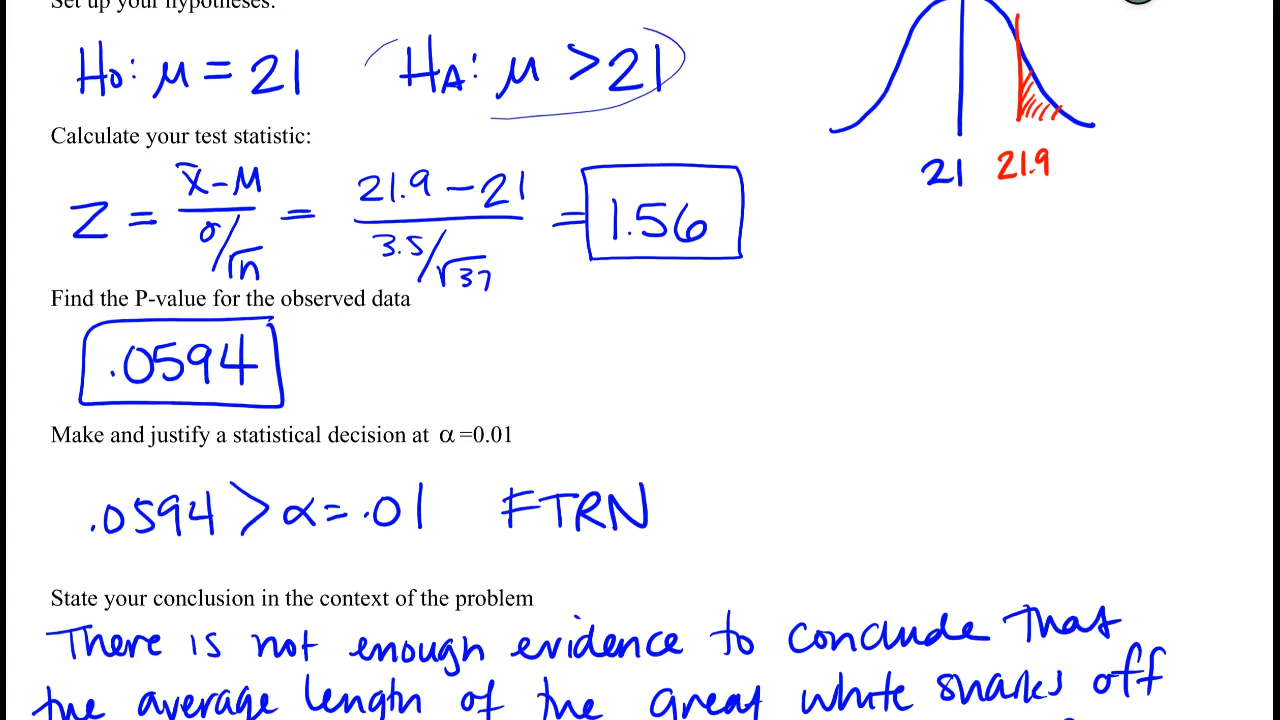 Set up your hypotheses.
H0: μ = 21 HA: μ > 21
Calculate your test statistic:
Z = (x̄ - μ)/(σ/√n) = (21.9 - 21)/(3.5/√37) = 1.56
21 21.9
Find the P-value for the observed data
.0594
Make and justify a statistical decision at α=0.01
.0594 > α = .01 FTRN
State your conclusion in the context of the problem
There is not enough evidence to conclude that
the average length of the great white sharks off